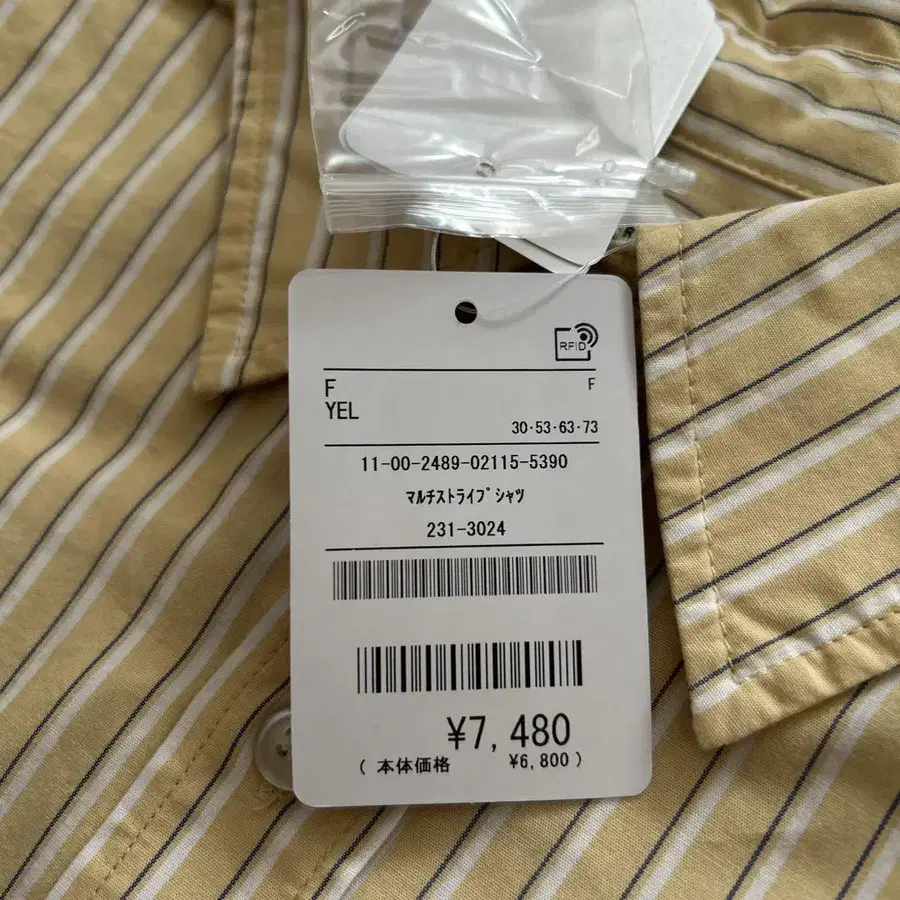 RFID
F F
YEL
30・53・63・73
11-00-2489-02115-5390
ﾏﾙﾁｽﾄﾗｲﾌﾟｼｬﾂ
231-3024
¥7,480
(本体価格 ¥6,800)